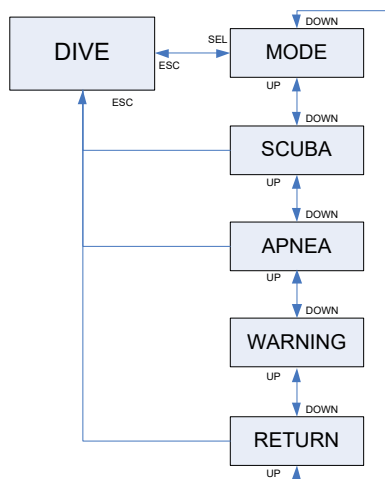 DOWN
DIVE
SEL
MODE
ESC
UP
ESC
DOWN
SCUBA
UP
DOWN
APNEA
UP
DOWN
WARNING
UP
DOWN
RETURN
UP